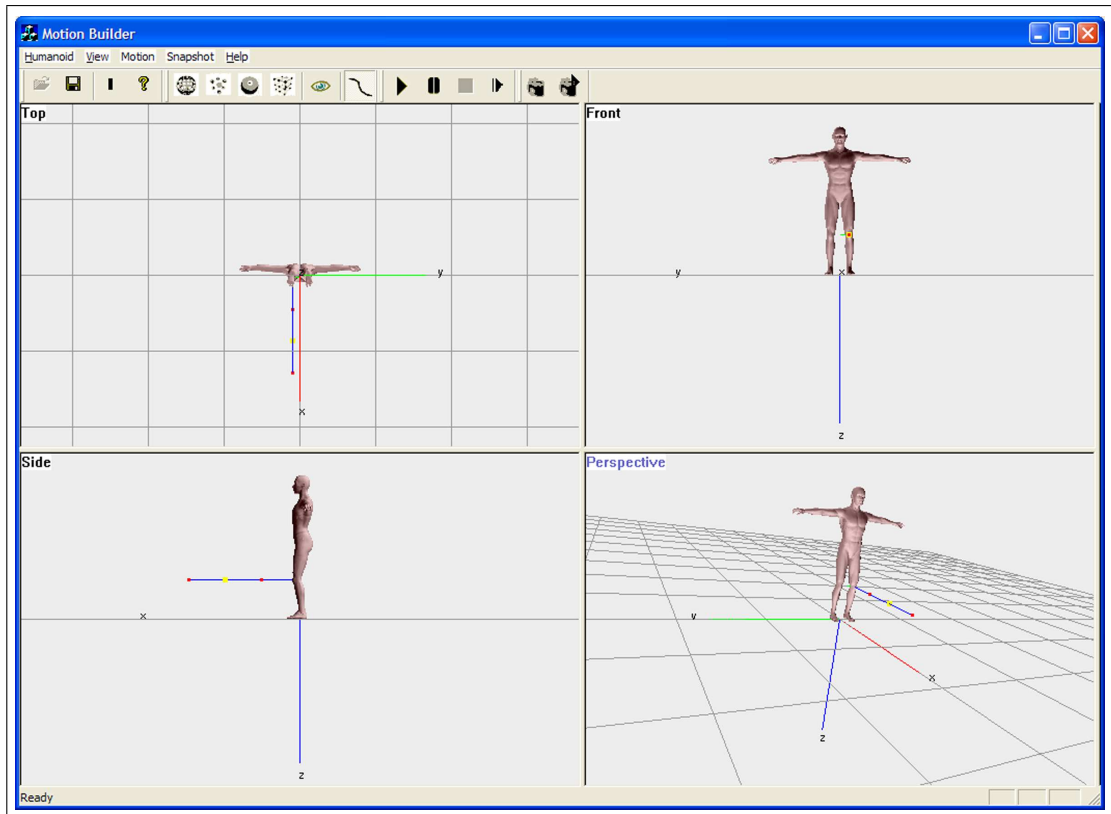 Motion Builder
Humanoid View Motion Snapshot Help
Top
z
y
x
Front
y
x
z
Side
x
z
Perspective
y
x
z
Ready